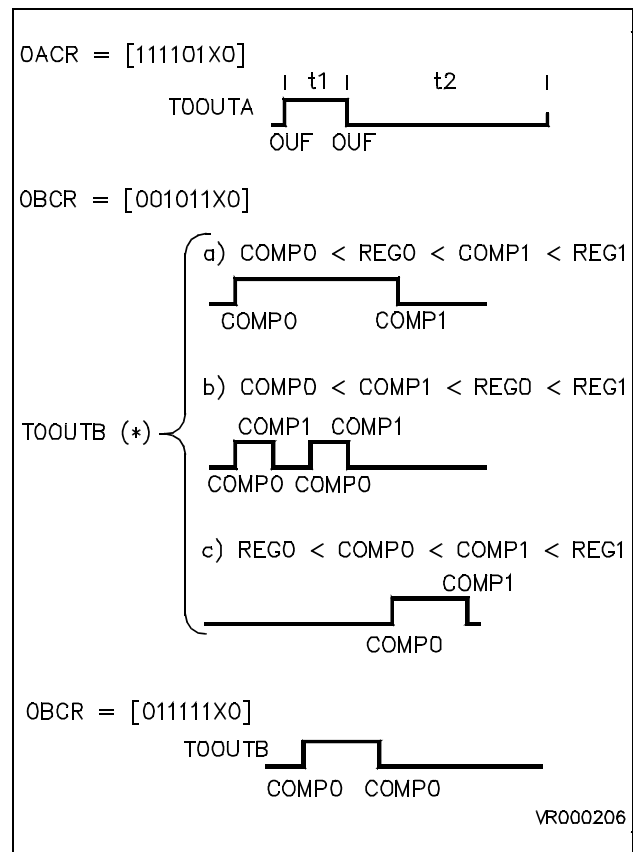 OACR = [111101X0]
t1 t2
T0OUTA
OUF OUF
OBCR = [001011X0]
a) COMP0 < REG0 < COMP1 < REG1
COMP0 COMP1
b) COMP0 < COMP1 < REG0 < REG1
T0OUTB (*)
COMP1 COMP1
COMP0 COMP0
c) REG0 < COMP0 < COMP1 < REG1
COMP1
COMP0
OBCR = [011111X0]
T0OUTB
COMP0 COMP0
VR000206